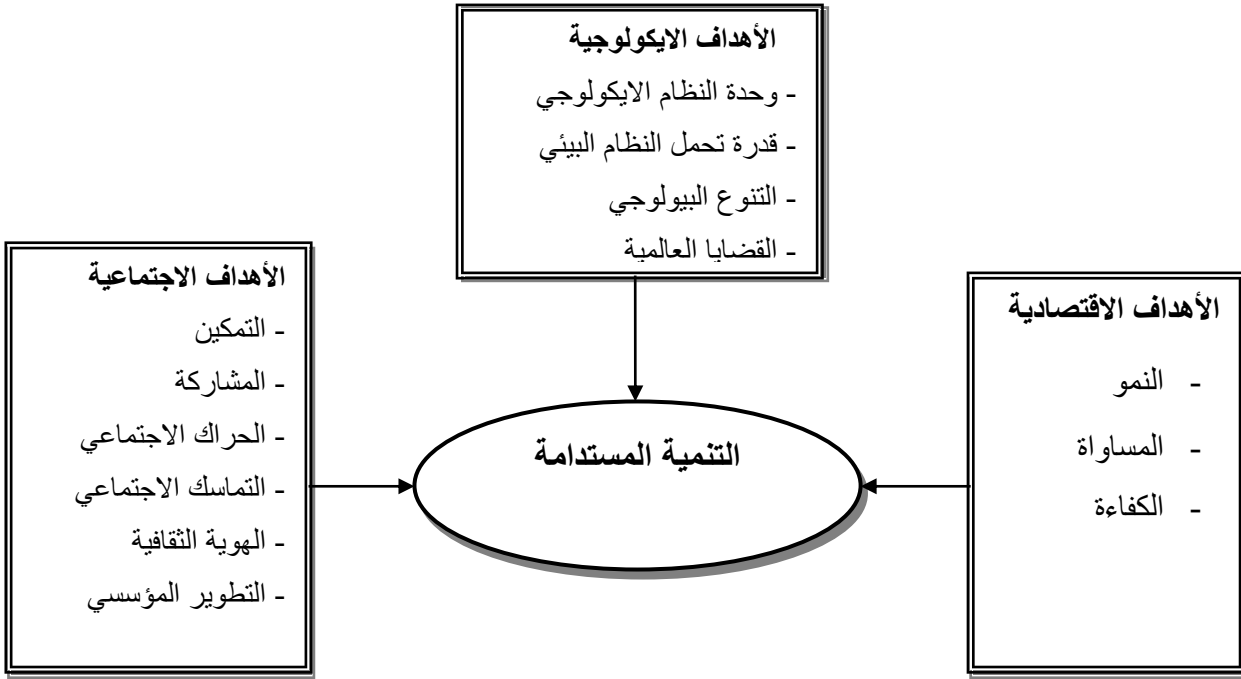 الأهداف الايكولوجية
- وحدة النظام الايكولوجي
- قدرة تحمل النظام البيئي
- التنوع البيولوجي
- القضايا العالمية
الأهداف الاقتصادية
- النمو
- المساواة
- الكفاءة
الأهداف الاجتماعية
- التمكين
- المشاركة
- الحراك الاجتماعي
- التماسك الاجتماعي
- الهوية الثقافية
- التطوير المؤسسي
التنمية المستدامة